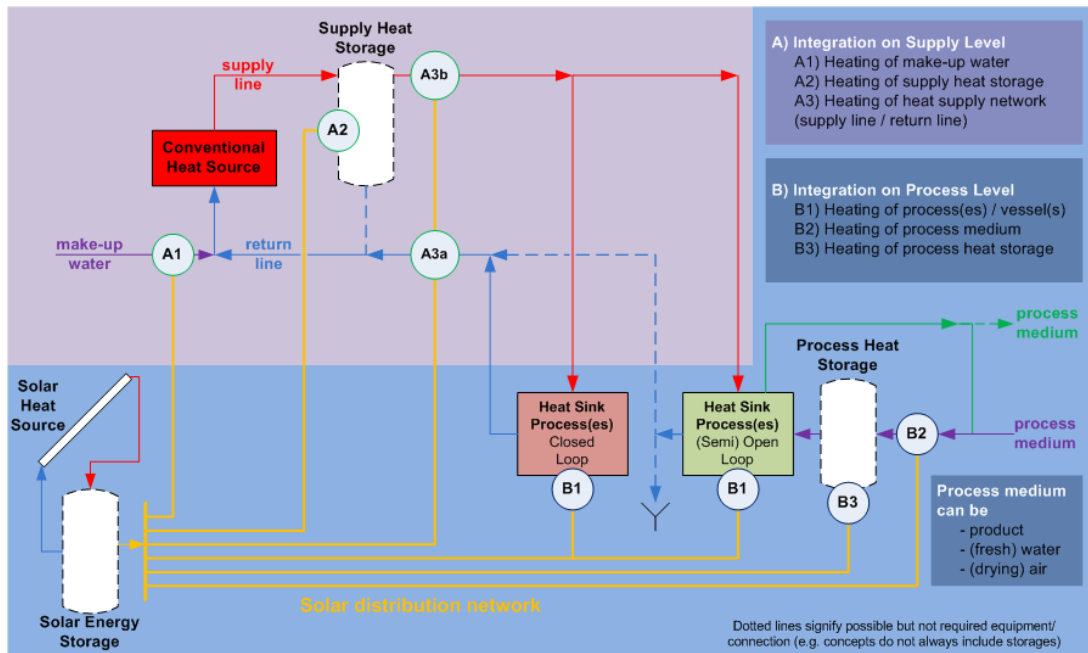 Supply Heat
Storage
supply
line
A3b
A2
Conventional
Heat Source
make-up
water
A1
return
line
A3a
A) Integration on Supply Level
A1) Heating of make-up water
A2) Heating of supply heat storage
A3) Heating of heat supply network
(supply line / return line)
B) Integration on Process Level
B1) Heating of process(es) / vessel(s)
B2) Heating of process medium
B3) Heating of process heat storage
process
medium
Process Heat
Storage
Solar
Heat
Source
Heat Sink
Process(es)
Closed
Loop
B1
Heat Sink
Process(es)
(Semi) Open
Loop
B1
B2
B3
process
medium
Process medium
can be
- product
- (fresh) water
- (drying) air
Solar distribution network
Solar Energy
Storage
Dotted lines signify possible but not required equipment/
connection (e.g. concepts do not always include storages)